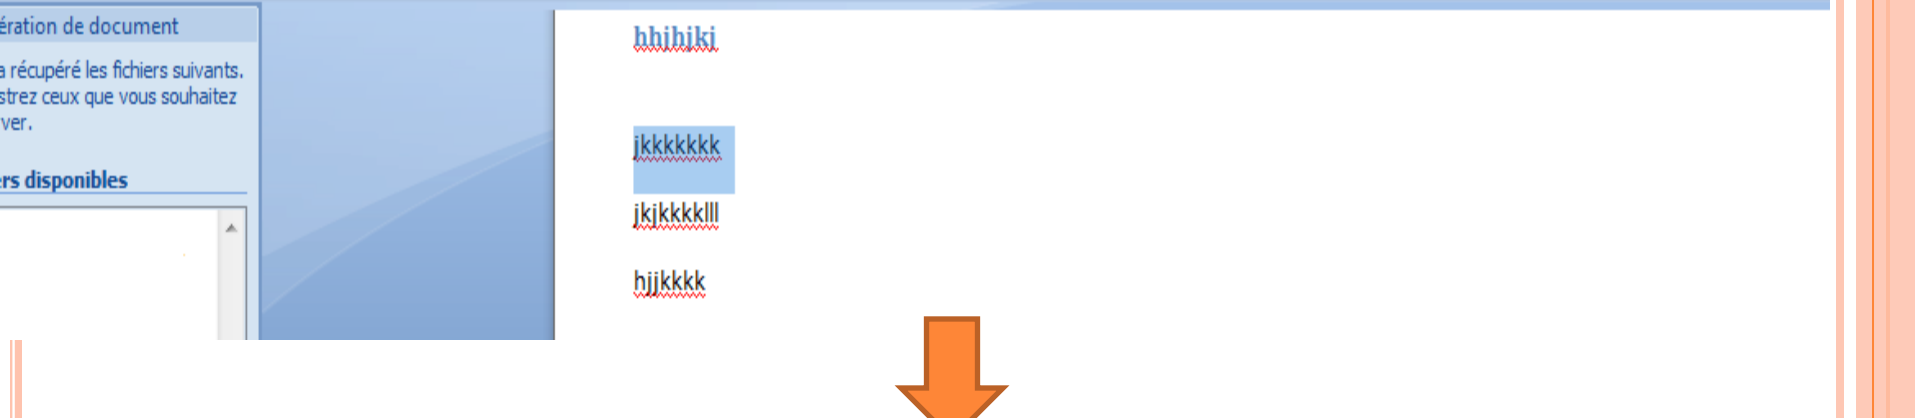 ération de document
a récupéré les fichiers suivants.
strez ceux que vous souhaitez
ver.
ers disponibles
hhjhjkj
jkkkkkkk
jkjkkkklll
hjjkkkk